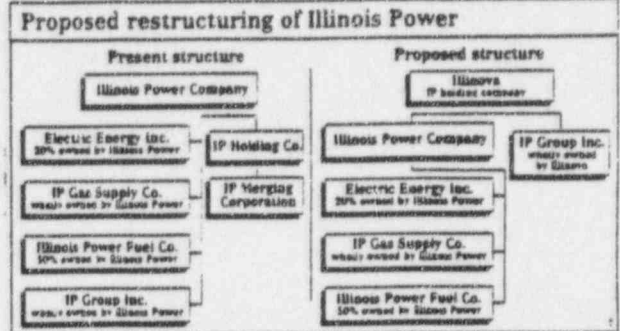 Proposed restructuring of Illinois Power
Present structure
Illinois Power Company
Electric Energy Inc.
20% owned by Illinois Power
IP Holding Co.
IP Gas Supply Co.
wholly owned by Illinois Power
IP Merging
Corporation
Illinois Power Fuel Co.
50% owned by Illinois Power
IP Group Inc.
wholly owned by Illinois Power
Proposed structure
Illinova
IP holding company
Illinois Power Company
IP Group Inc.
wholly owned
by Illinova
Electric Energy Inc.
20% owned by Illinois Power
IP Gas Supply Co.
wholly owned by Illinois Power
Illinois Power Fuel Co.
50% owned by Illinois Power